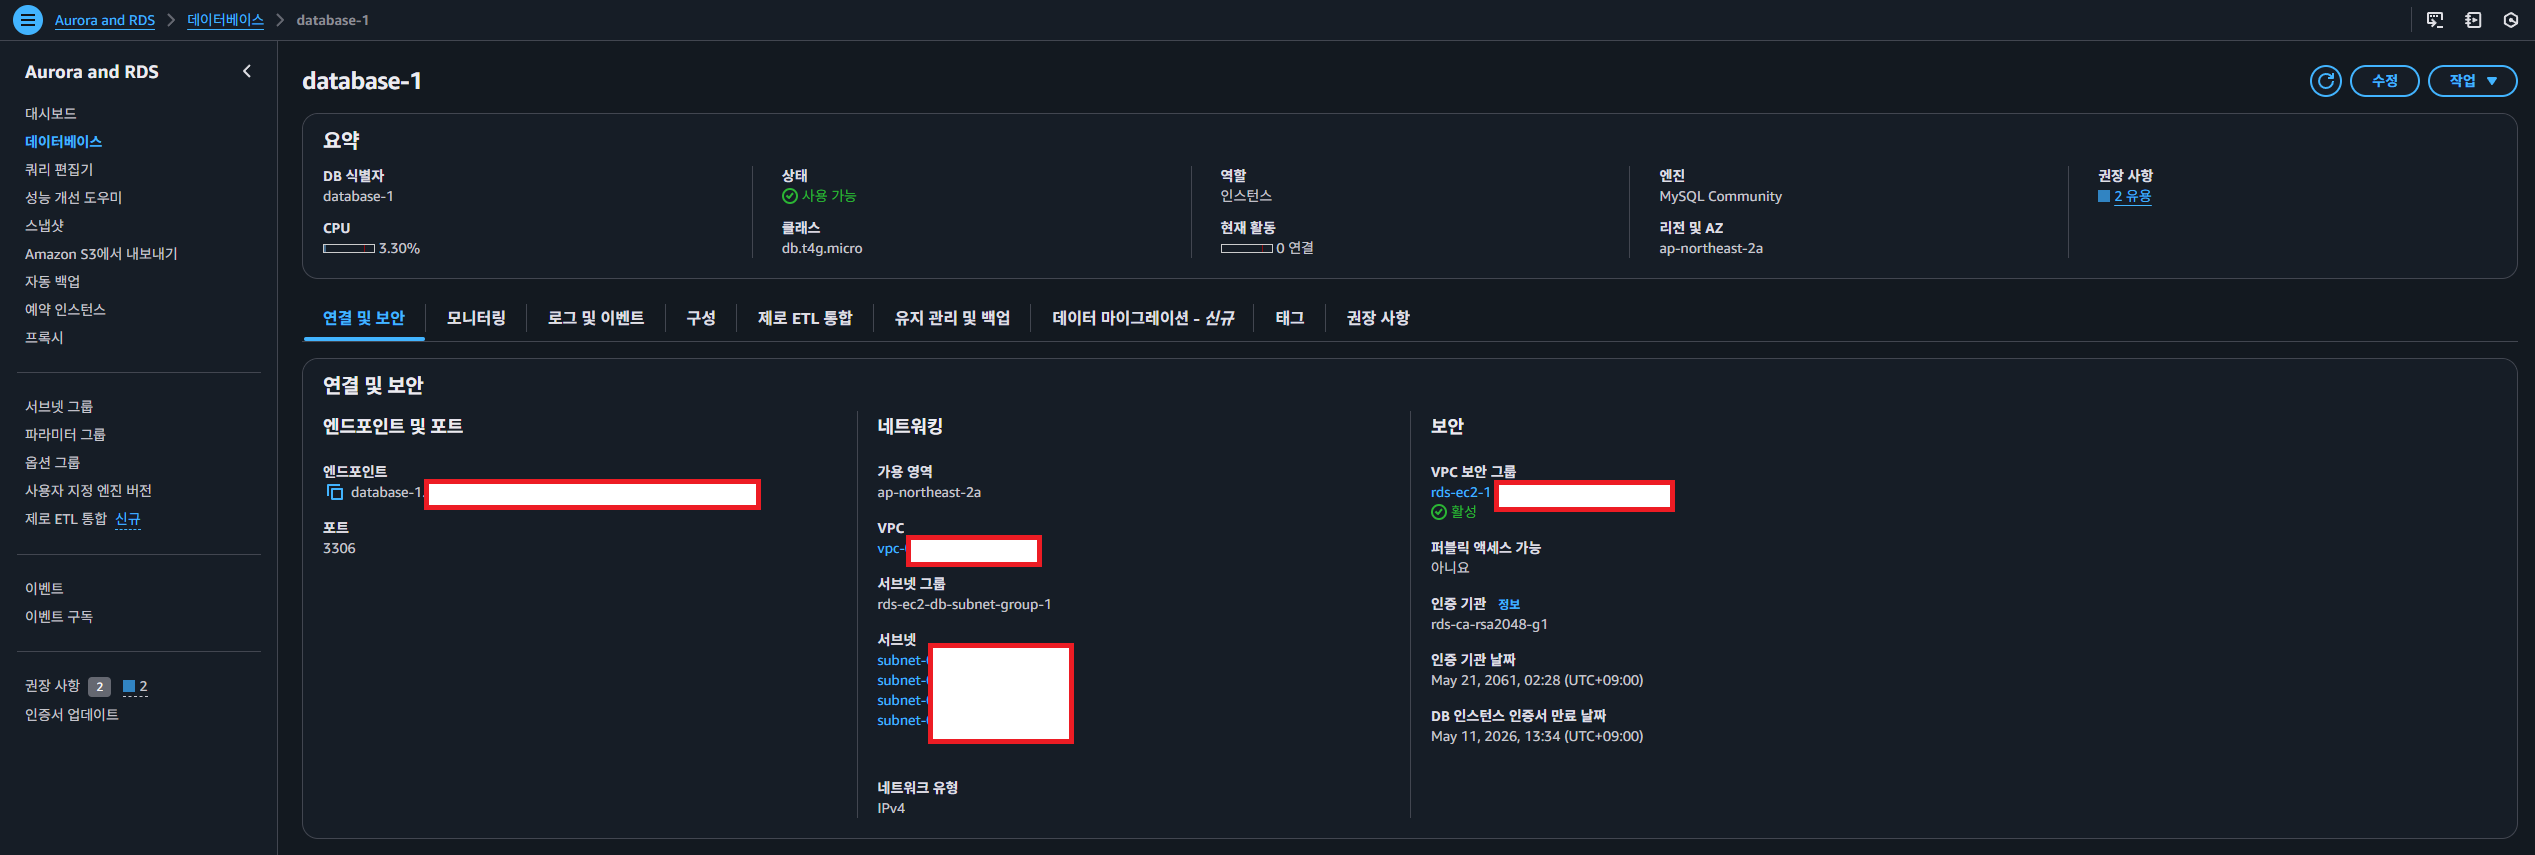 Aurora and RDS > 데이터베이스 > database-1
Aurora and RDS
대시보드
데이터베이스
쿼리 편집기
성능 개선 도우미
스냅샷
Amazon S3에서 내보내기
자동 백업
예약 인스턴스
프록시
서브넷 그룹
파라미터 그룹
옵션 그룹
사용자 지정 엔진 버전
제로 ETL 통합 신규
이벤트
이벤트 구독
권장 사항 2 2
인증서 업데이트
database-1
수정
작업
요약
DB 식별자
database-1
CPU
3.30%
상태
사용 가능
클래스
db.t4g.micro
역할
인스턴스
현재 활동
0 연결
엔진
MySQL Community
리전 및 AZ
ap-northeast-2a
권장 사항
2 유용
연결 및 보안
모니터링
로그 및 이벤트
구성
제로 ETL 통합
유지 관리 및 백업
데이터 마이그레이션 - 신규
태그
권장 사항
연결 및 보안
엔드포인트 및 포트
엔드포인트
database-1.
포트
3306
네트워킹
가용 영역
ap-northeast-2a
VPC
vpc-
서브넷 그룹
rds-ec2-db-subnet-group-1
서브넷
subnet-
subnet-
subnet-
subnet-
네트워크 유형
IPv4
보안
VPC 보안 그룹
rds-ec2-1
활성
퍼블릭 액세스 가능
아니요
인증 기관 정보
rds-ca-rsa2048-g1
인증 기관 날짜
May 21, 2061, 02:28 (UTC+09:00)
DB 인스턴스 인증서 만료 날짜
May 11, 2026, 13:34 (UTC+09:00)